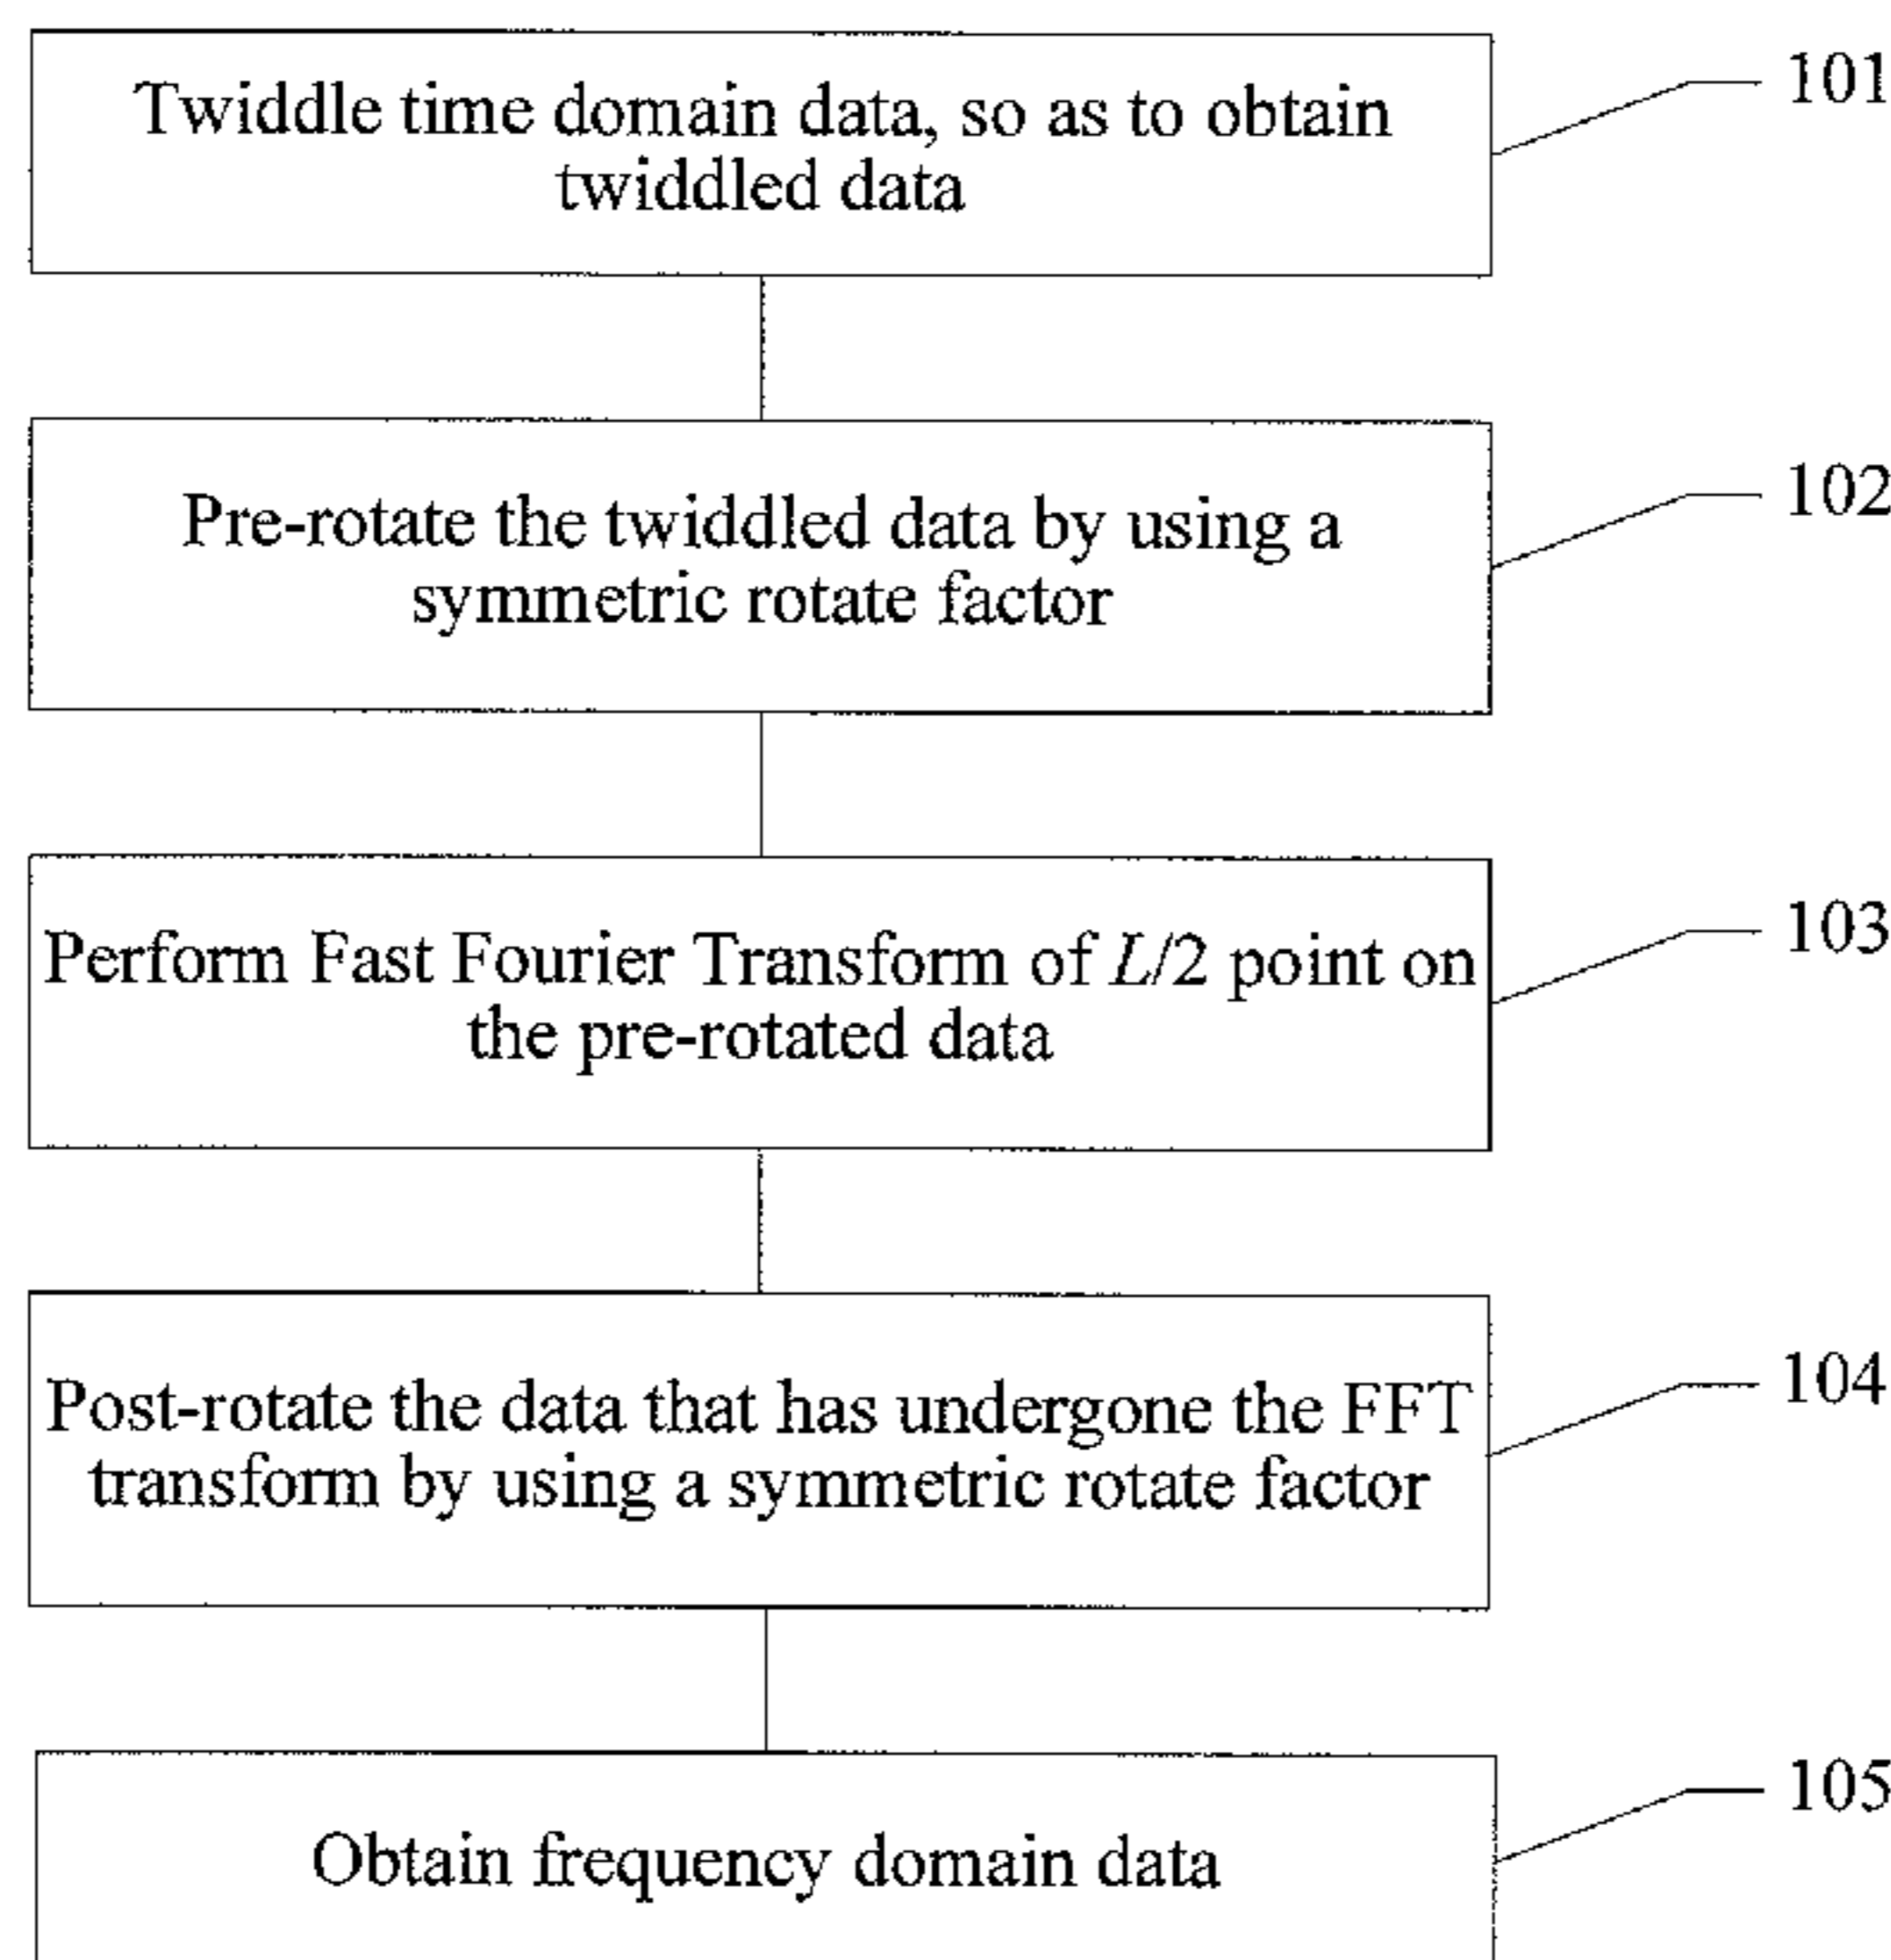 Twiddle time domain data, so as to obtain
twiddled data
101
Pre-rotate the twiddled data by using a
symmetric rotate factor
102
Perform Fast Fourier Transform of L/2 point on
the pre-rotated data
103
Post-rotate the data that has undergone the FFT
transform by using a symmetric rotate factor
104
Obtain frequency domain data
105